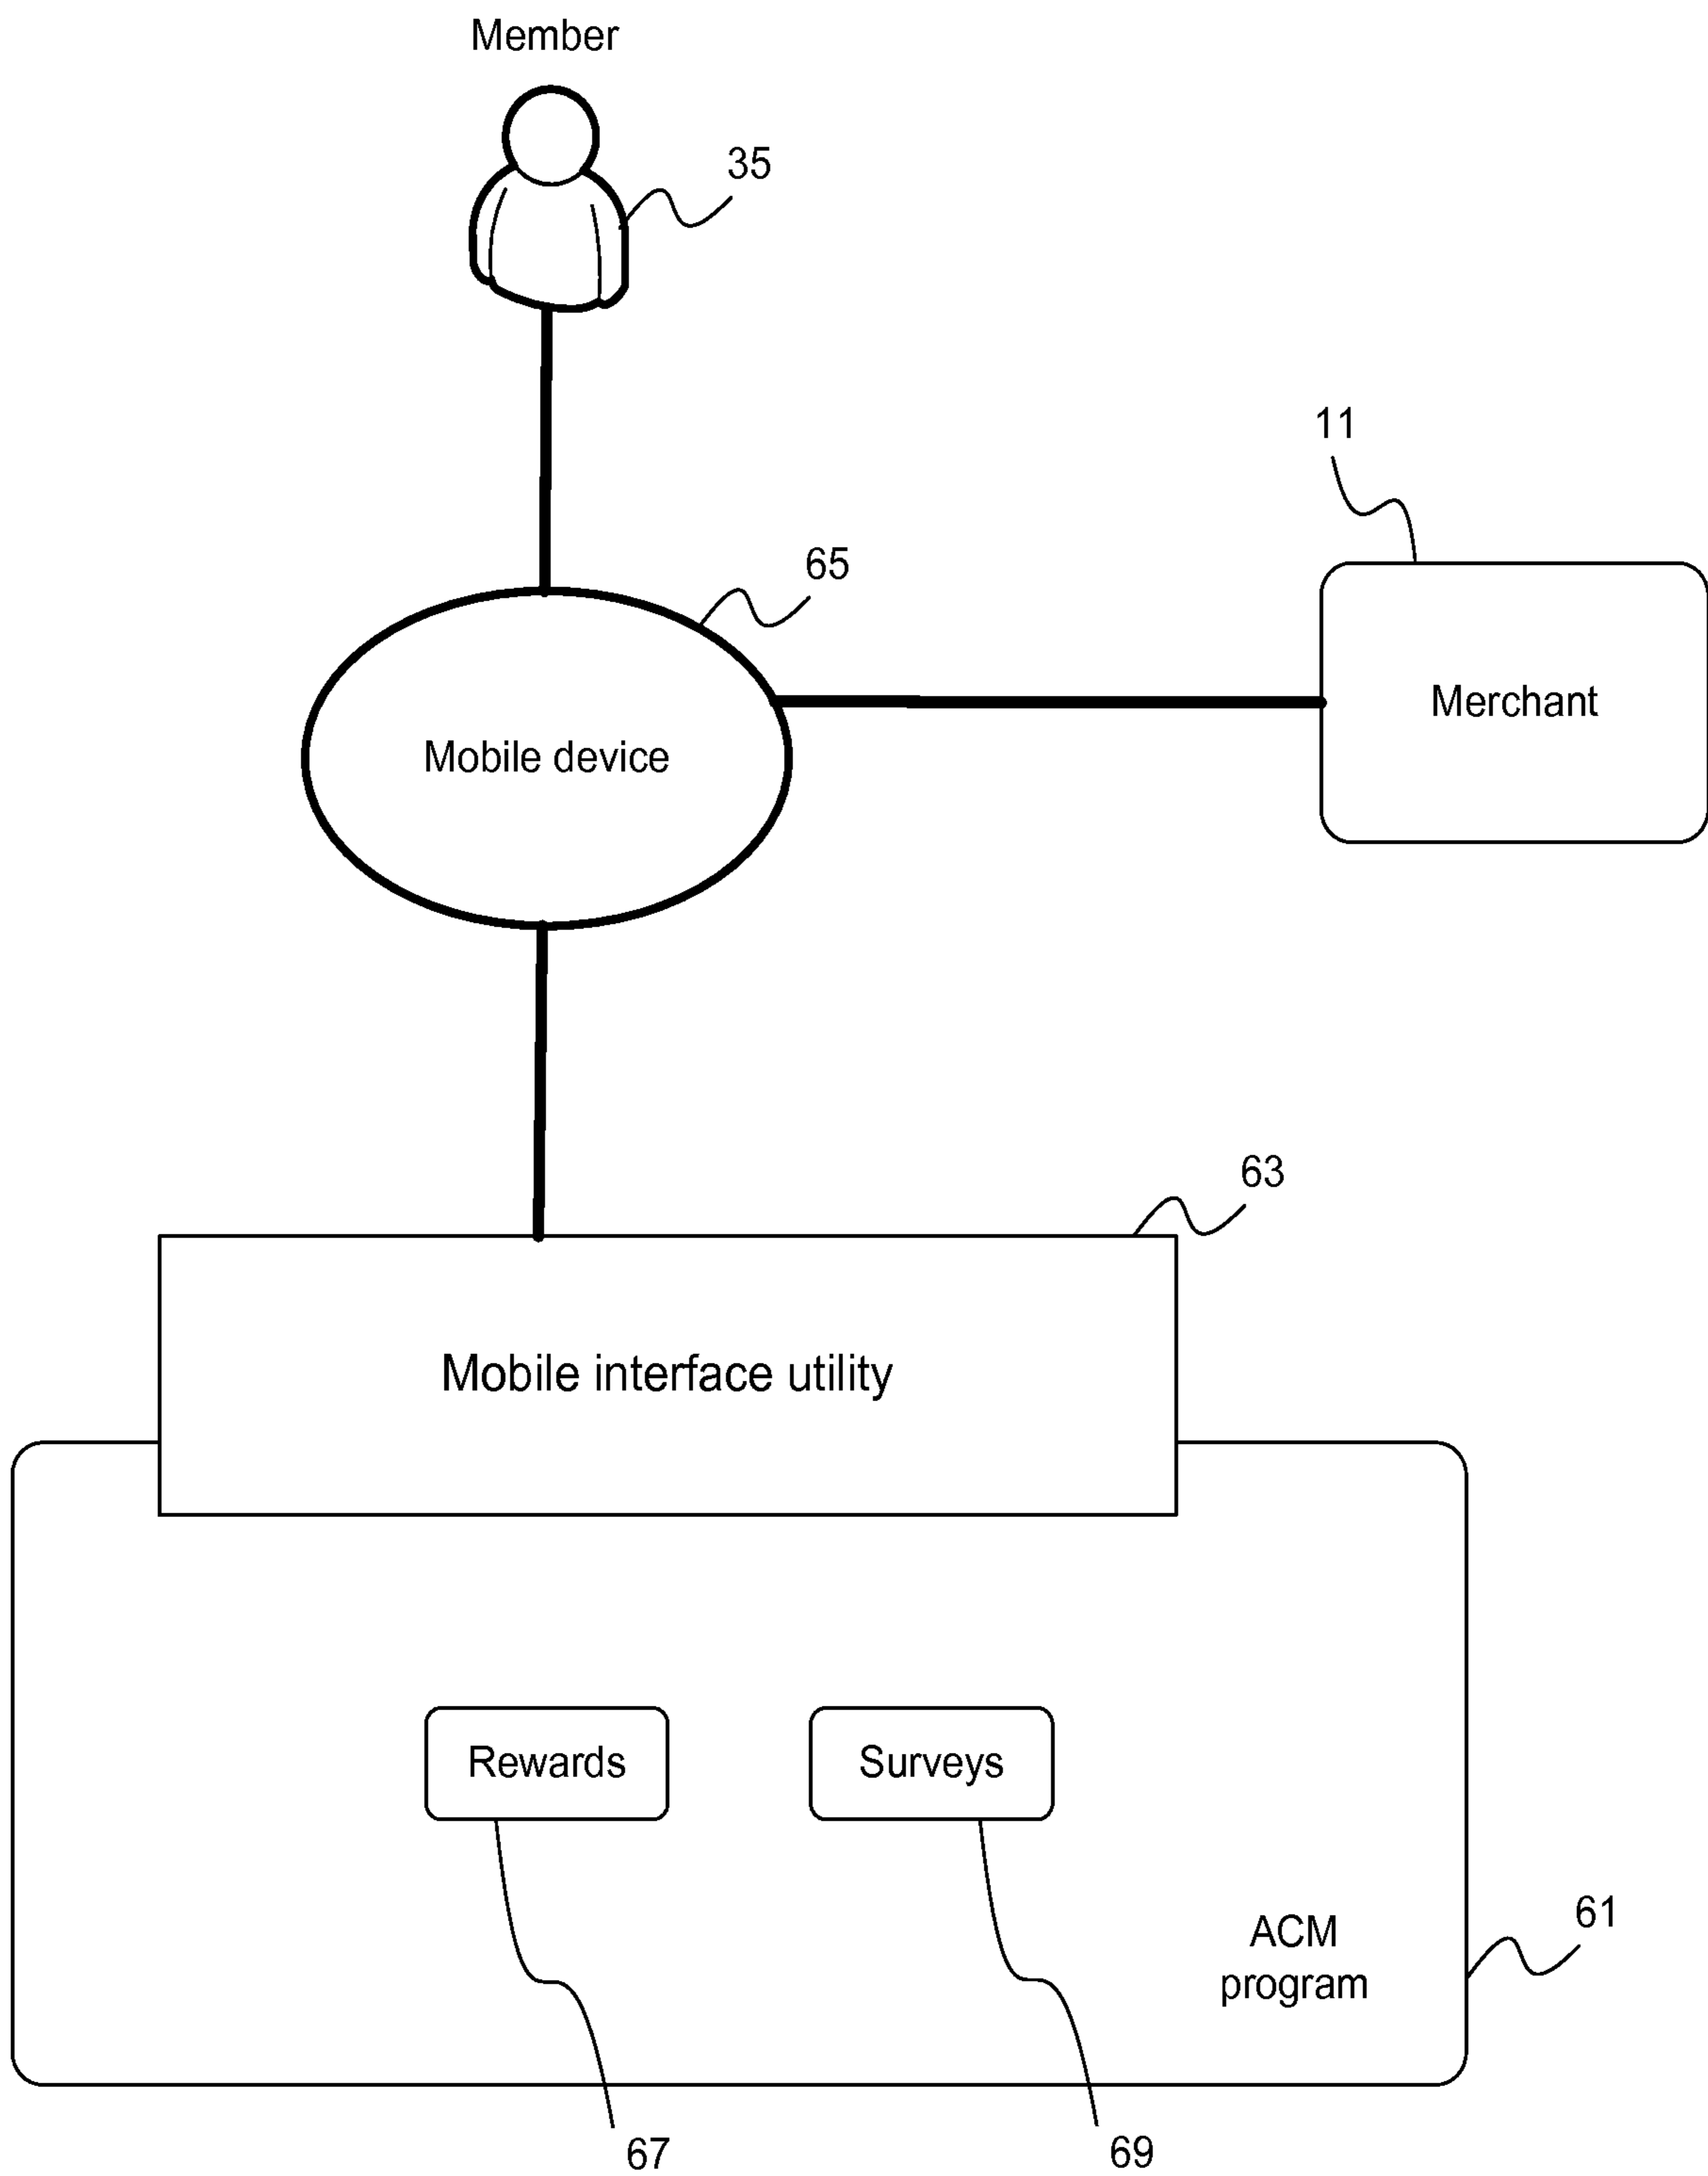 Member
35
11
65
Merchant
Mobile device
63
Mobile interface utility
Rewards
Surveys
61
ACM
program
67
69